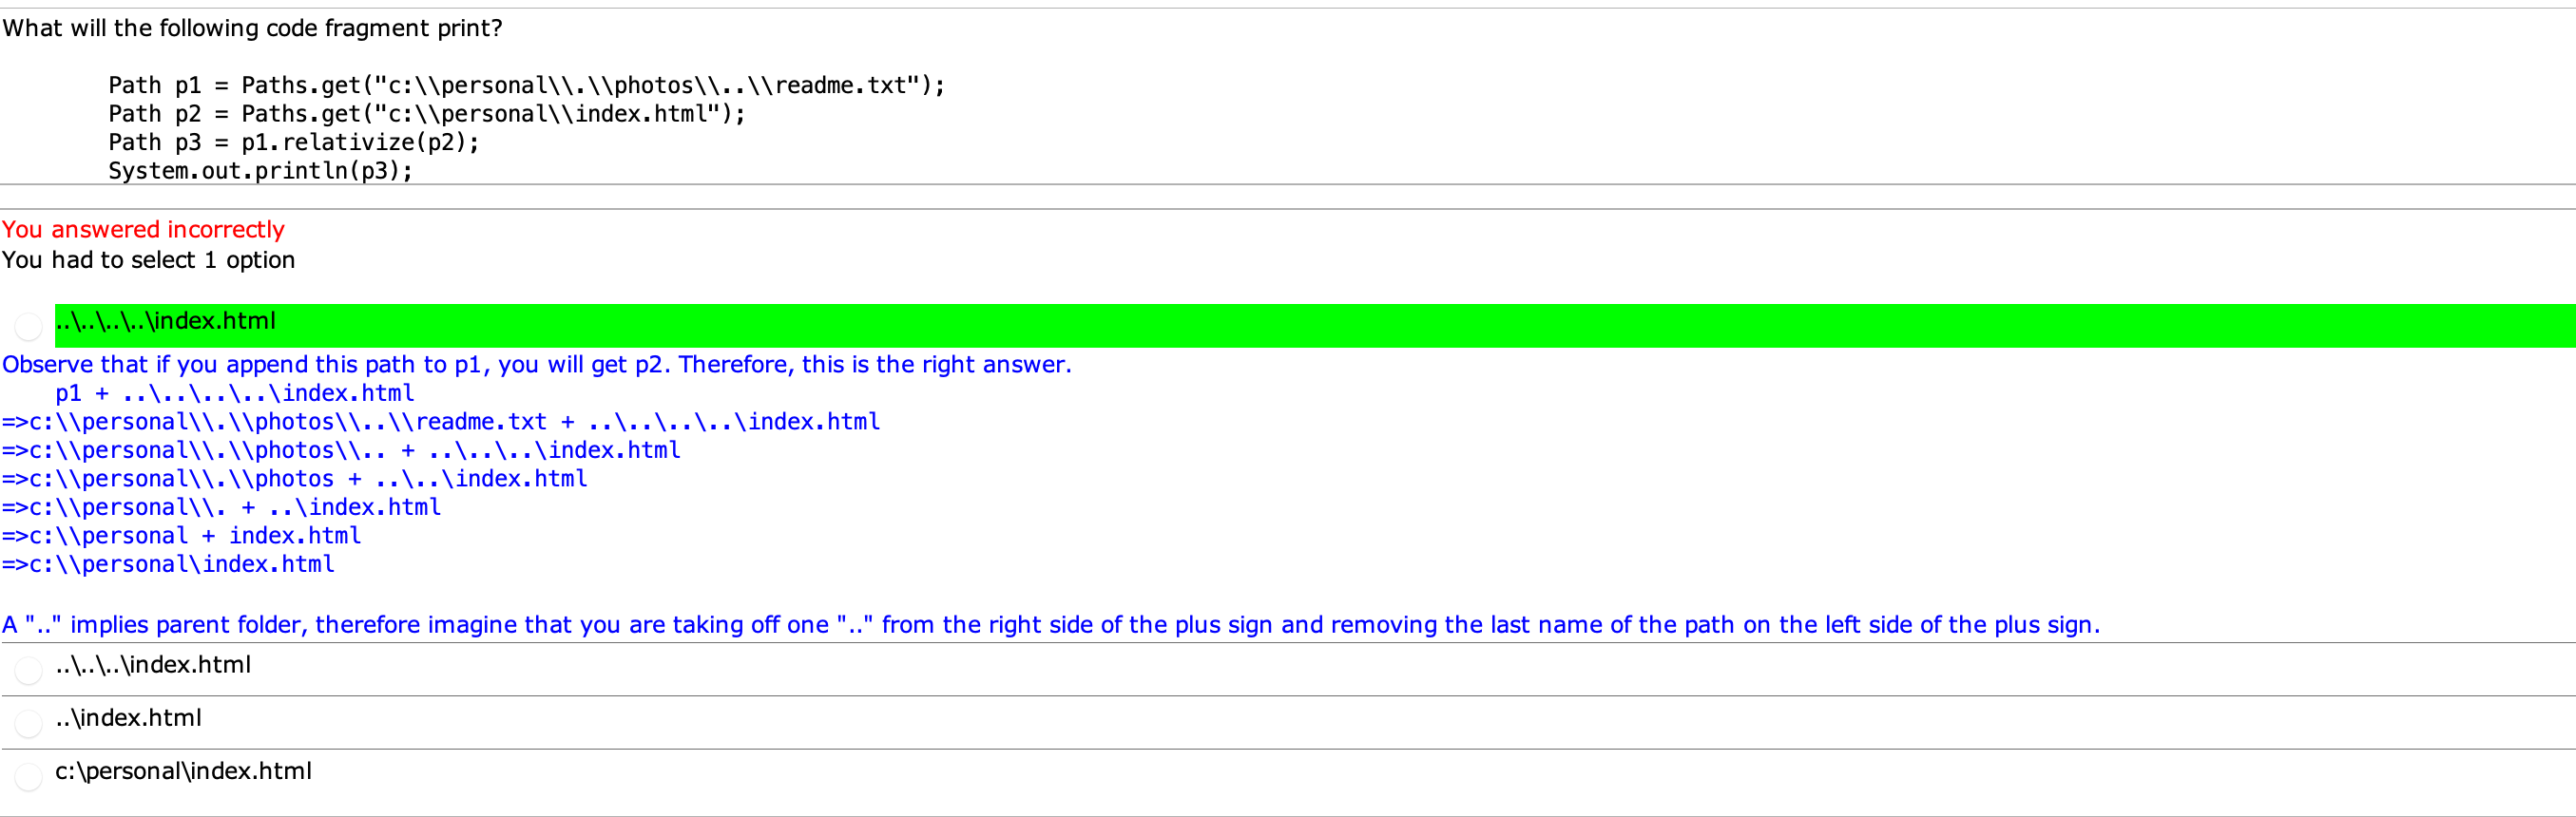 What will the following code fragment print?
Path p1 = Paths.get("c:\\personal\\.\\photos\\..\\readme.txt");
Path p2 = Paths.get("c:\\personal\\index.html");
Path p3 = p1.relativize(p2);
System.out.println(p3);
You answered incorrectly
You had to select 1 option
..\..\..\..\index.html
Observe that if you append this path to p1, you will get p2. Therefore, this is the right answer.
p1 + ..\..\..\..\index.html
=>c:\\personal\\.\\photos\\..\\readme.txt + ..\..\..\..\index.html
=>c:\\personal\\.\\photos\\.. + ..\..\..\index.html
=>c:\\personal\\.\\photos + ..\..\index.html
=>c:\\personal\\. + ..\index.html
=>c:\\personal + index.html
=>c:\\personal\index.html
A ".." implies parent folder, therefore imagine that you are taking off one ".." from the right side of the plus sign and removing the last name of the path on the left side of the plus sign.
..\..\..\index.html
..\index.html
c:\personal\index.html